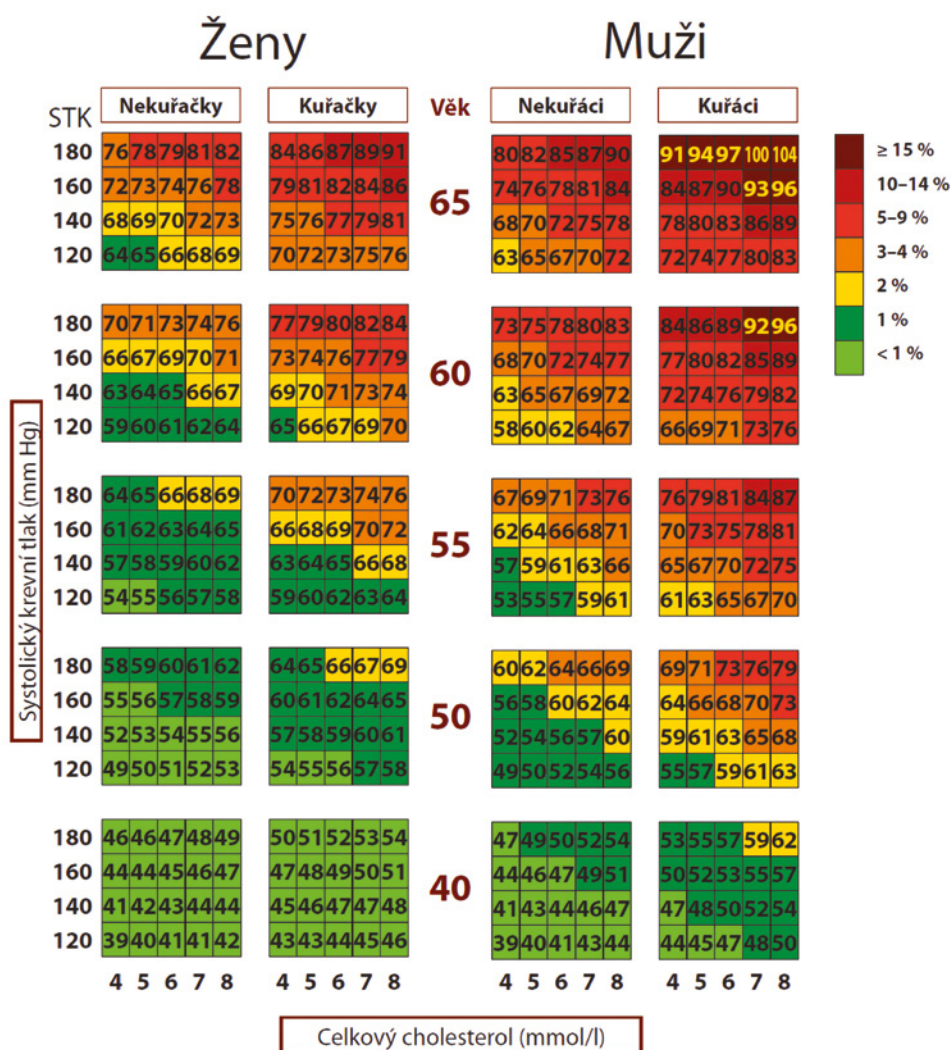 Ženy Muži
Nekuřačky Kuřačky Věk Nekuřáci Kuřáci
STK
180 76 78 79 81 82 84 86 87 89 91 80 82 85 87 90 91 94 97 100 104
160 72 73 74 76 78 79 81 82 84 86 74 76 78 81 84 84 87 90 93 96
65
140 68 69 70 72 73 75 76 77 79 81 68 70 72 75 78 78 80 83 86 89
120 64 65 66 68 69 70 72 73 75 76 63 65 67 70 72 72 74 77 80 83
≥ 15 %
10–14 %
5–9 %
3–4 %
2 %
1 %
< 1 %
180 70 71 73 74 76 77 79 80 82 84 73 75 78 80 83 84 86 89 92 96
160 66 67 69 70 71 73 74 76 77 79 68 70 72 74 77 77 80 82 85 89
60
140 63 64 65 66 67 69 70 71 73 74 63 65 67 69 72 72 74 76 79 82
120 59 60 61 62 64 65 66 67 69 70 58 60 62 64 67 66 69 71 73 76
Systolický krevní tlak (mm Hg)
180 64 65 66 68 69 70 72 73 74 76 67 69 71 73 76 76 79 81 84 87
160 61 62 63 64 65 66 68 69 70 72 62 64 66 68 71 70 73 75 78 81
55
140 57 58 59 60 62 63 64 65 66 68 57 59 61 63 66 65 67 70 72 75
120 54 55 56 57 58 59 60 62 63 64 53 55 57 59 61 61 63 65 67 70
180 58 59 60 61 62 64 65 66 67 69 60 62 64 66 69 69 71 73 76 79
160 55 56 57 58 59 60 61 62 64 65 56 58 60 62 64 64 66 68 70 73
50
140 52 53 54 55 56 57 58 59 60 61 52 54 56 57 60 59 61 63 65 68
120 49 50 51 52 53 54 55 56 57 58 49 50 52 54 56 55 57 59 61 63
180 46 46 47 48 49 50 51 52 53 54 47 49 50 52 54 53 55 57 59 62
160 44 44 45 46 47 47 48 49 50 51 44 46 47 49 51 50 52 53 55 57
40
140 41 42 43 44 44 45 46 47 47 48 41 43 44 46 47 47 48 50 52 54
120 39 40 41 41 42 43 43 44 45 46 39 40 41 43 44 44 45 47 48 50
4 5 6 7 8 4 5 6 7 8 4 5 6 7 8 4 5 6 7 8
Celkový cholesterol (mmol/l)